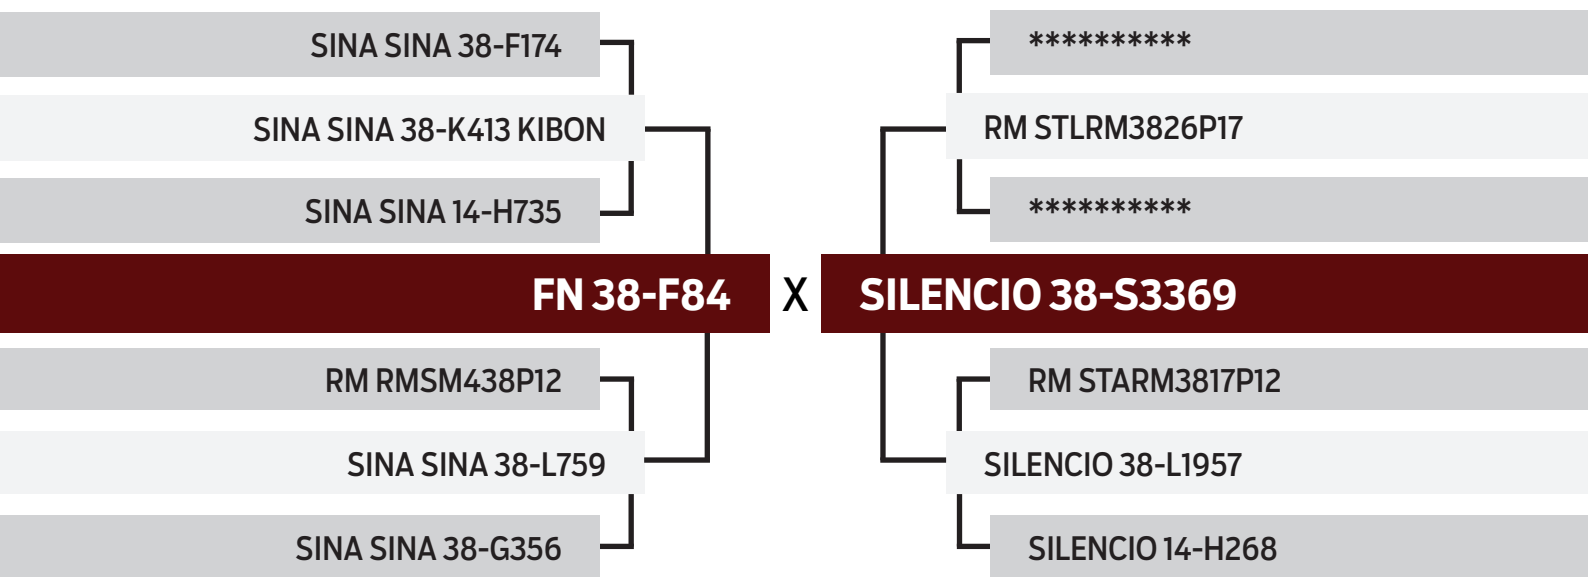 SINA SINA 38-F174
SINA SINA 38-K413 KIBON
SINA SINA 14-H735
FN 38-F84
RM RMSM438P12
SINA SINA 38-L759
SINA SINA 38-G356
X
**********
RM STLRM3826P17
**********
SILENCIO 38-S3369
RM STARM3817P12
SILENCIO 38-L1957
SILENCIO 14-H268